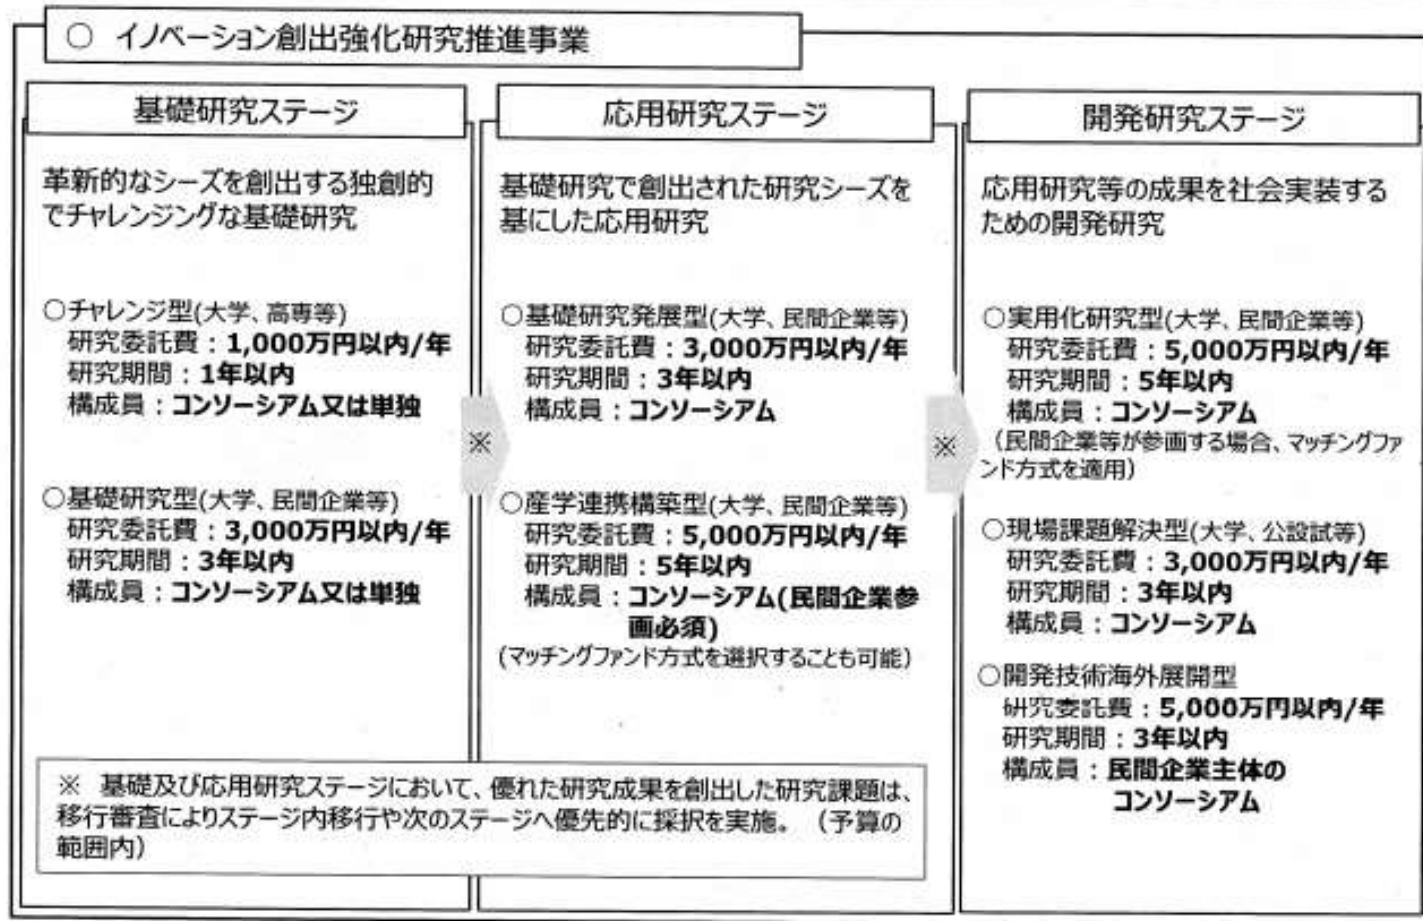 ○ イノベーション創出強化研究推進事業
基礎研究ステージ
革新的なシーズを創出する独創的
でチャレンジングな基礎研究
○チャレンジ型(大学、高専等)
研究委託費：1,000万円以内/年
研究期間：1年以内
構成員：コンソーシアム又は単独
○基礎研究型(大学、民間企業等)
研究委託費：3,000万円以内/年
研究期間：3年以内
構成員：コンソーシアム又は単独
※
応用研究ステージ
基礎研究で創出された研究シーズを
基にした応用研究
○基礎研究発展型(大学、民間企業等)
研究委託費：3,000万円以内/年
研究期間：3年以内
構成員：コンソーシアム
○産学連携構築型(大学、民間企業等)
研究委託費：5,000万円以内/年
研究期間：5年以内
構成員：コンソーシアム(民間企業参
画必須)
(マッチングファンド方式を選択することも可能)
※
開発研究ステージ
応用研究等の成果を社会実装する
ための開発研究
○実用化研究型(大学、民間企業等)
研究委託費：5,000万円以内/年
研究期間：5年以内
構成員：コンソーシアム
（民間企業等が参画する場合、マッチングファ
ンド方式を適用）
○現場課題解決型(大学、公設試等)
研究委託費：3,000万円以内/年
研究期間：3年以内
構成員：コンソーシアム
○開発技術海外展開型
研究委託費：5,000万円以内/年
研究期間：3年以内
構成員：民間企業主体の
コンソーシアム
※ 基礎及び応用研究ステージにおいて、優れた研究成果を創出した研究課題は、
移行審査によりステージ内移行や次のステージへ優先的に採択を実施。（予算の
範囲内）